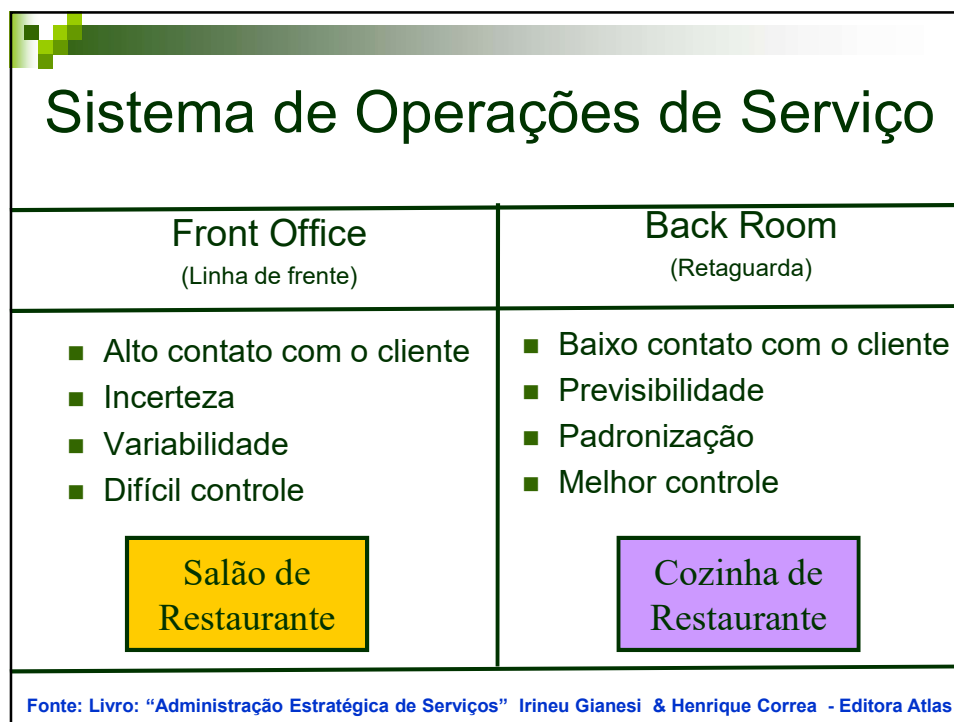 Sistema de Operações de Serviço
Front Office
(Linha de frente)
Alto contato com o cliente
Incerteza
Variabilidade
Difícil controle
Salão de
Restaurante
Back Room
(Retaguarda)
Baixo contato com o cliente
Previsibilidade
Padronização
Melhor controle
Cozinha de
Restaurante
Fonte: Livro: “Administração Estratégica de Serviços” Irineu Gianesi & Henrique Correa - Editora Atlas